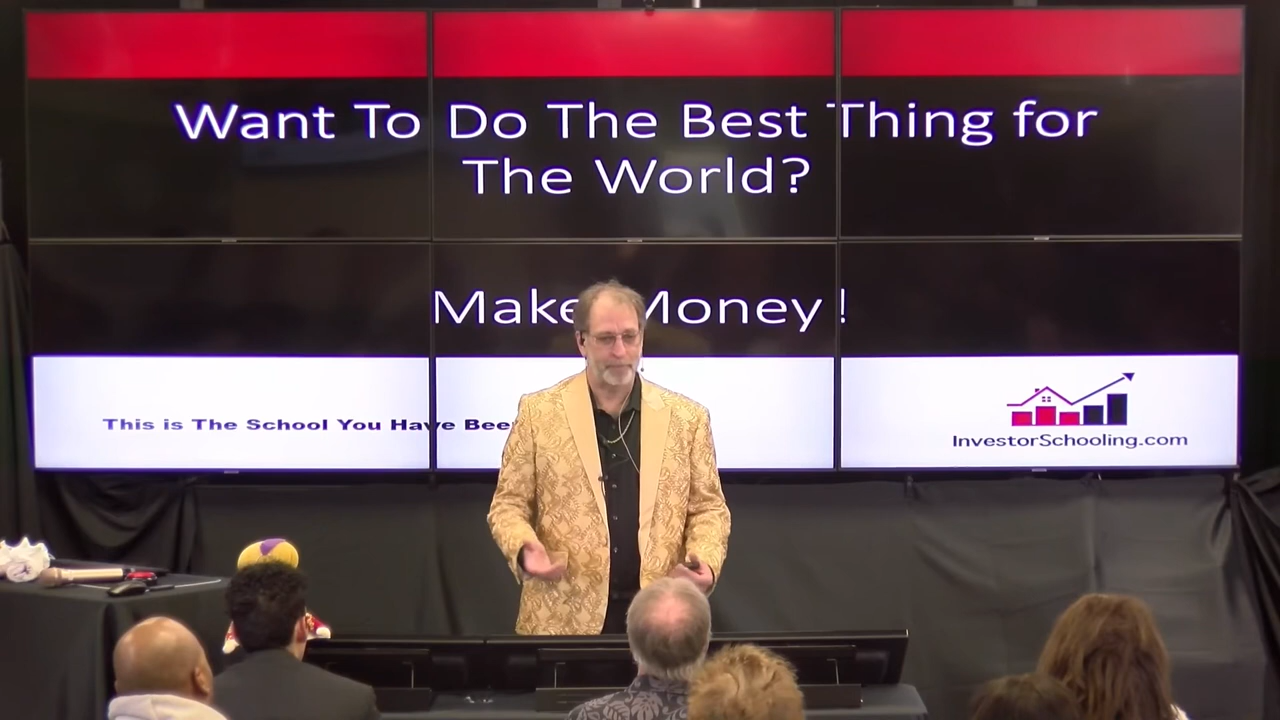 Want To Do The Best Thing for
The World?
Make Money !
This is The School You Have
InvestorSchooling.com